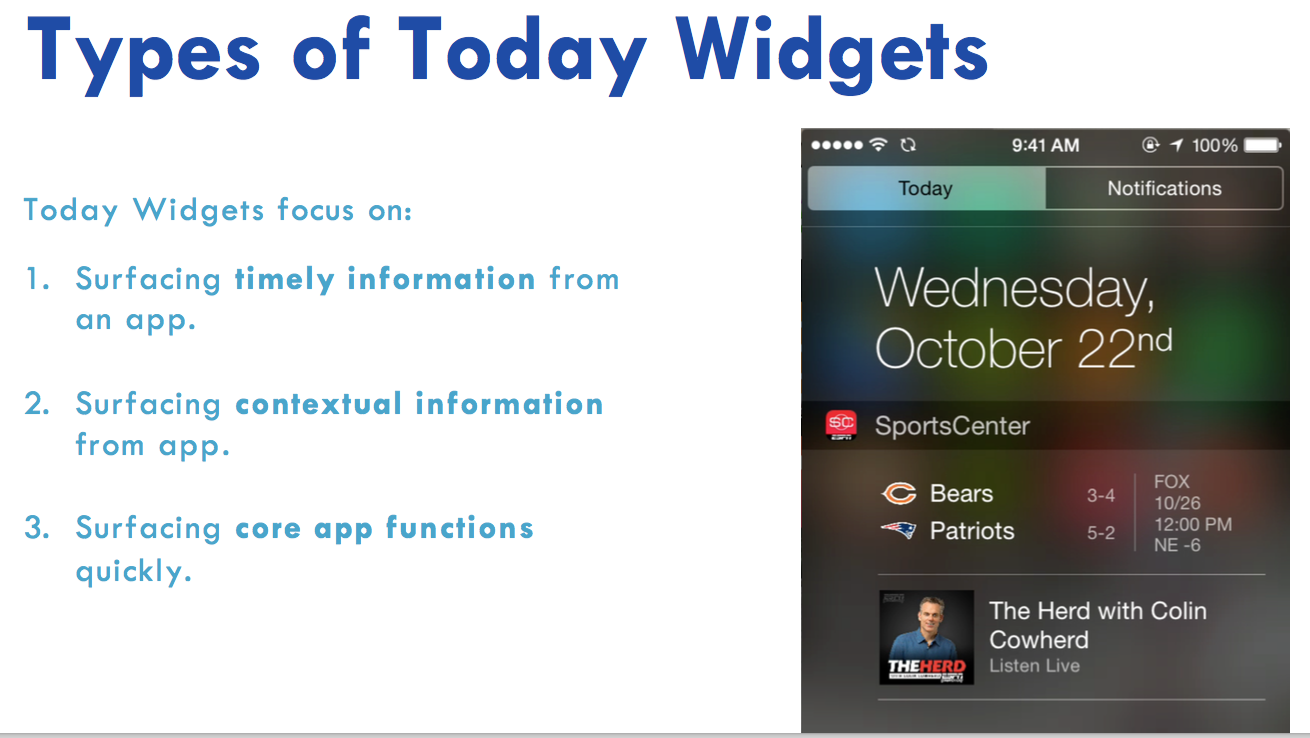 Types of Today Widgets
Today Widgets focus on:
1. Surfacing timely information from
an app.
2. Surfacing contextual information
from app.
3. Surfacing core app functions
quickly.
9:41 AM
100%
Today
Notifications
Wednesday,
October 22nd
SC
SportsCenter
Bears 3-4
Patriots 5-2
FOX
10/26
12:00 PM
NE -6
THE HERD
The Herd with Colin
Cowherd
Listen Live